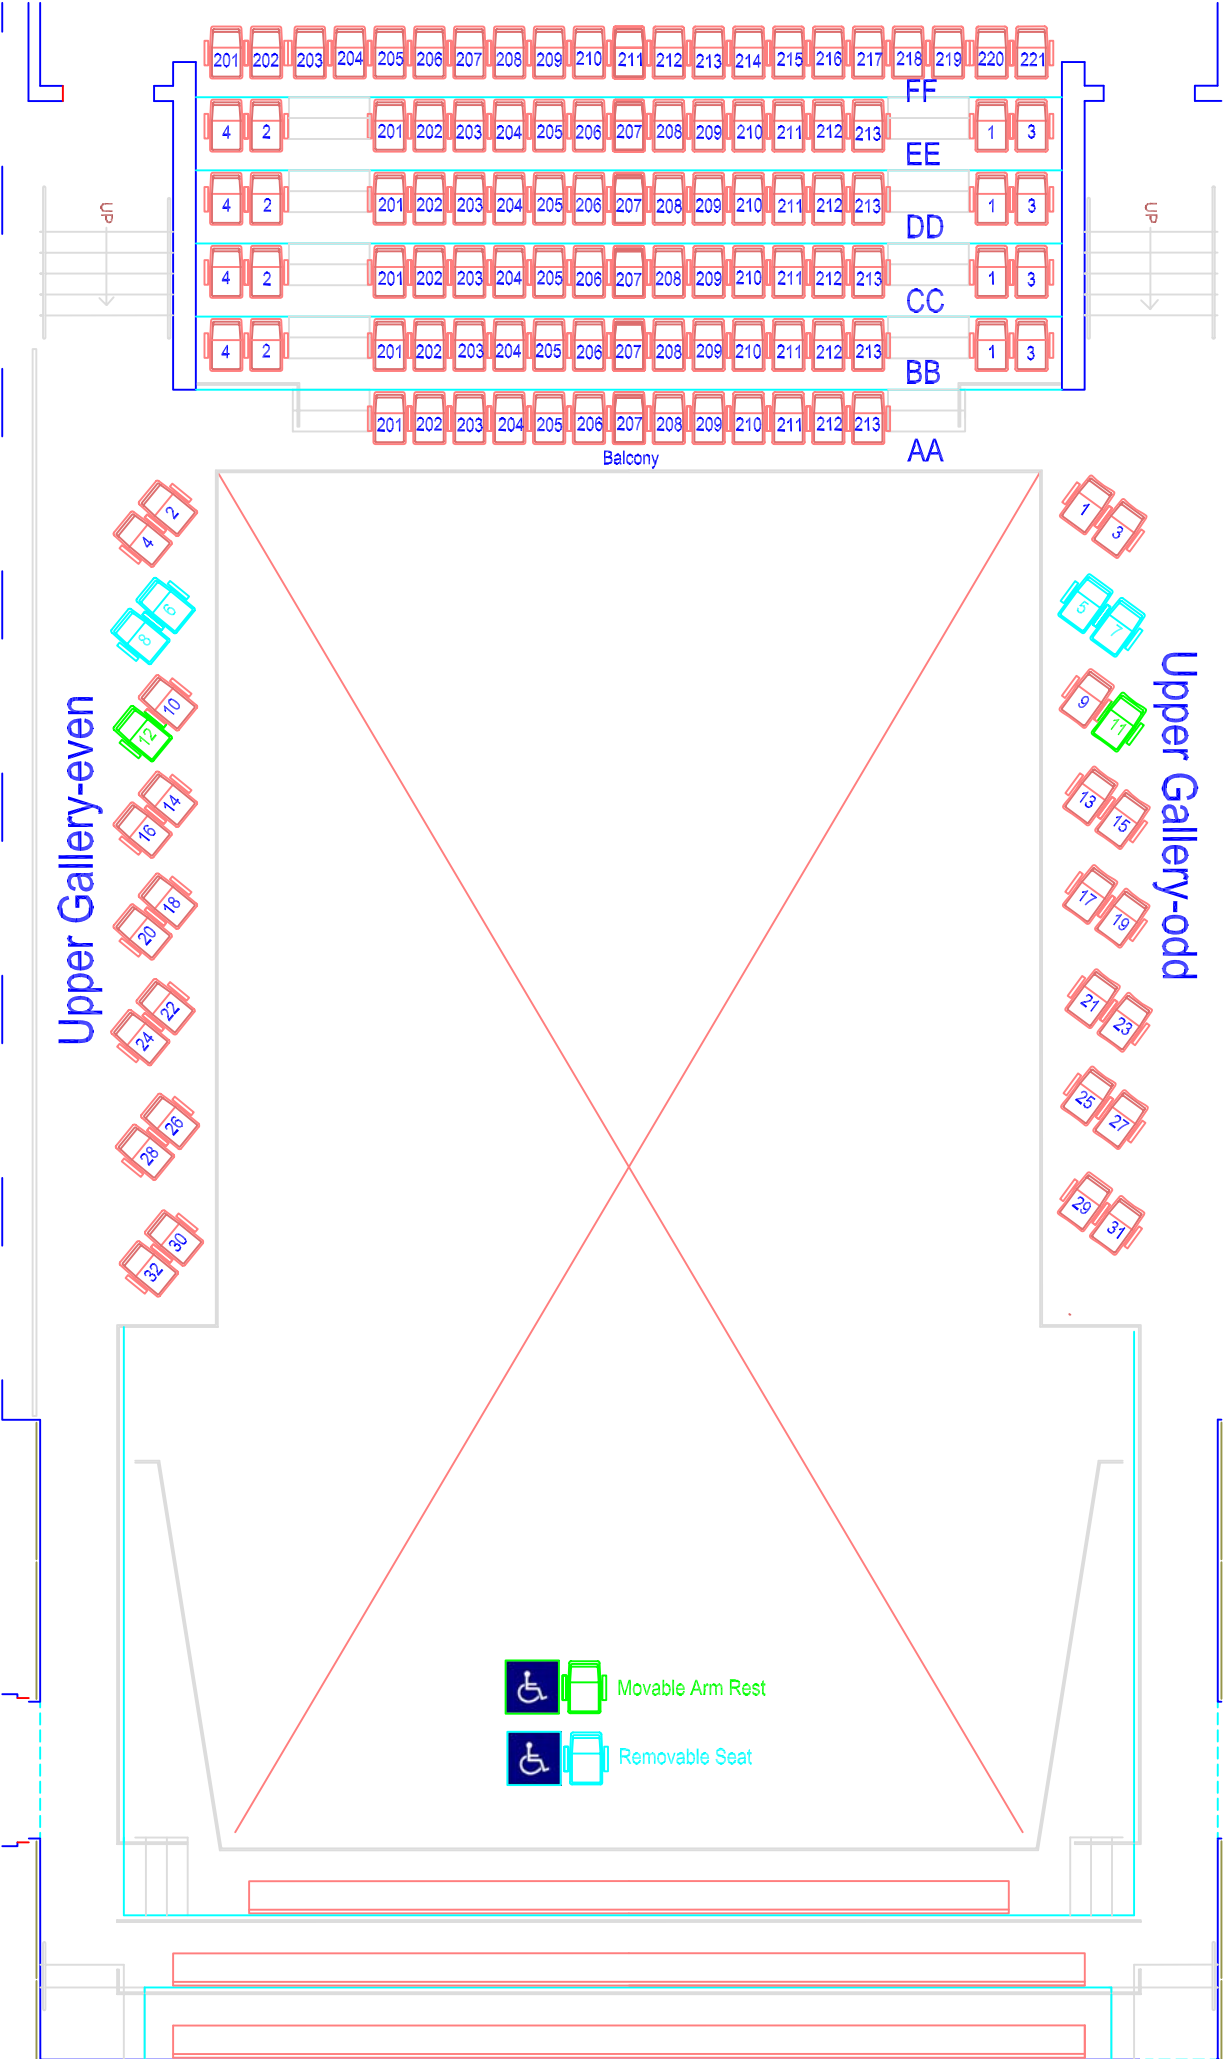 201 202 203 204 205 206 207 208 209 210 211 212 213 214 215 216 217 218 219 220 221
FF
4 2 201 202 203 204 205 206 207 208 209 210 211 212 213 1 3
EE
UP
4 2 201 202 203 204 205 206 207 208 209 210 211 212 213 1 3
UP
DD
4 2 201 202 203 204 205 206 207 208 209 210 211 212 213 1 3
CC
4 2 201 202 203 204 205 206 207 208 209 210 211 212 213 1 3
BB
201 202 203 204 205 206 207 208 209 210 211 212 213
AA
Balcony
2
4
6
8
10
12
14
16
18
20
22
24
26
28
30
32
Upper Gallery-even
1
3
5
7
9
11
13
15
17
19
21
23
25
27
29
31
Upper Gallery-odd
Movable Arm Rest
Removable Seat